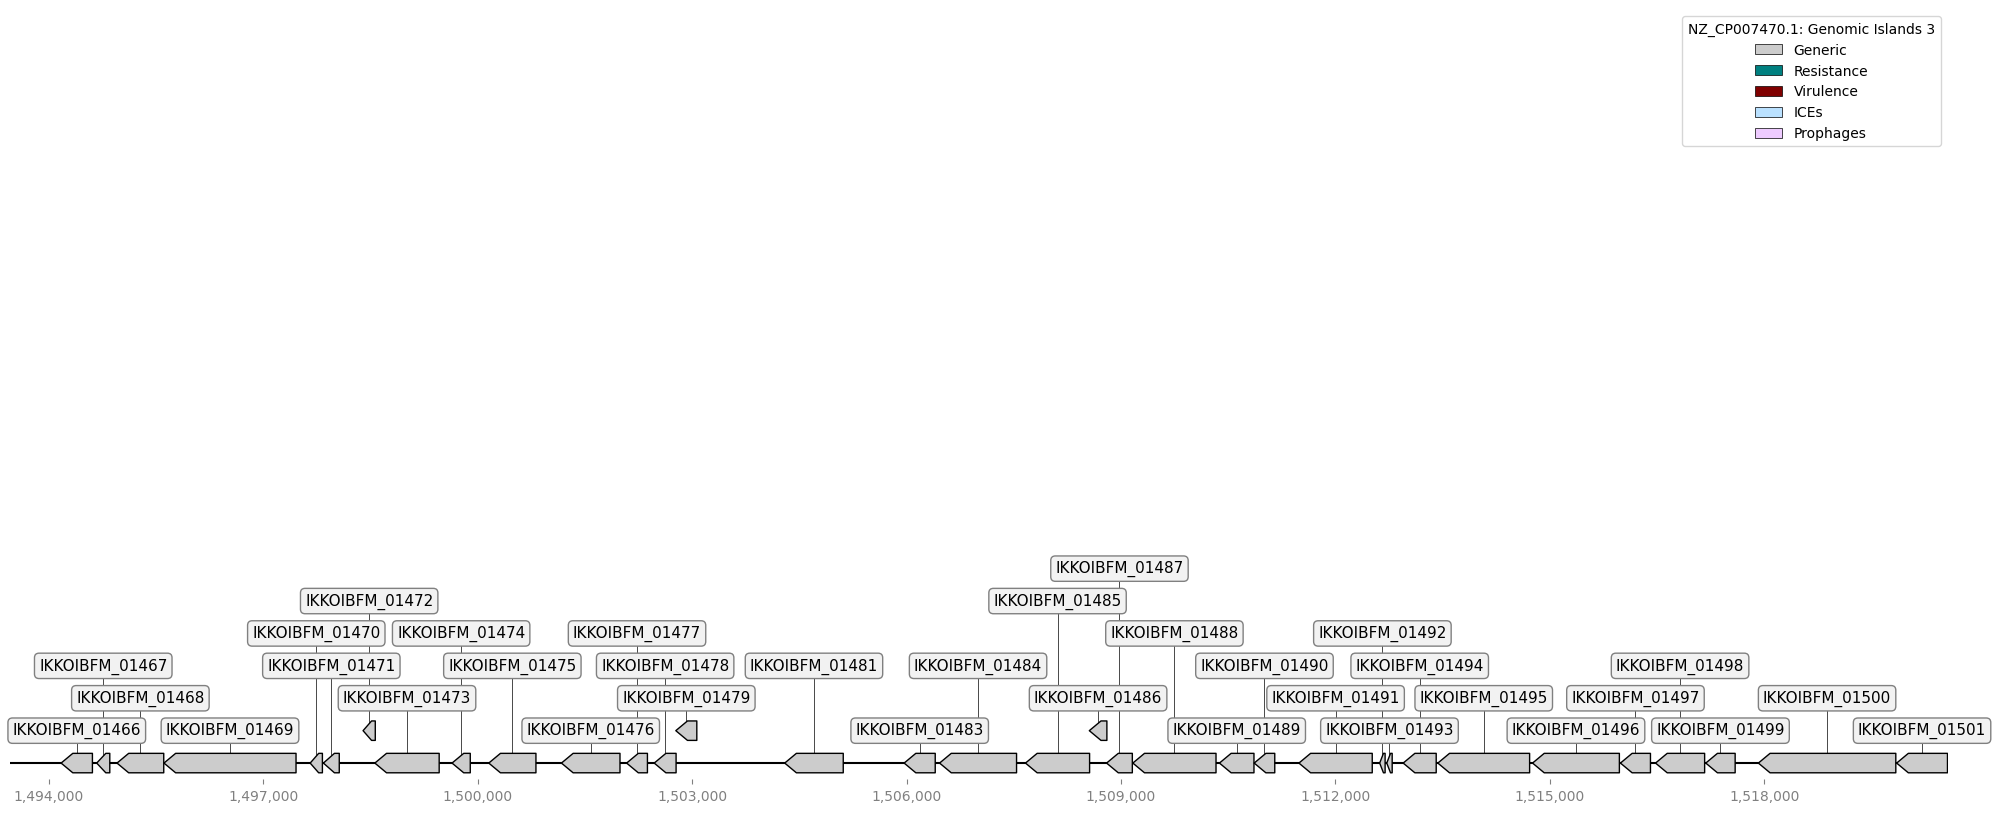 NZ_CP007470.1: Genomic Islands 3
Generic
Resistance
Virulence
ICEs
Prophages
IKKOIBFM_01487
IKKOIBFM_01472
IKKOIBFM_01485
IKKOIBFM_01470
IKKOIBFM_01474
IKKOIBFM_01477
IKKOIBFM_01488
IKKOIBFM_01492
IKKOIBFM_01467
IKKOIBFM_01471
IKKOIBFM_01475
IKKOIBFM_01478
IKKOIBFM_01481
IKKOIBFM_01484
IKKOIBFM_01490
IKKOIBFM_01494
IKKOIBFM_01498
IKKOIBFM_01468
IKKOIBFM_01473
IKKOIBFM_01479
IKKOIBFM_01486
IKKOIBFM_01491
IKKOIBFM_01495
IKKOIBFM_01497
IKKOIBFM_01500
IKKOIBFM_01466
IKKOIBFM_01469
IKKOIBFM_01476
IKKOIBFM_01483
IKKOIBFM_01489
IKKOIBFM_01493
IKKOIBFM_01496
IKKOIBFM_01499
IKKOIBFM_01501
1,494,000
1,497,000
1,500,000
1,503,000
1,506,000
1,509,000
1,512,000
1,515,000
1,518,000